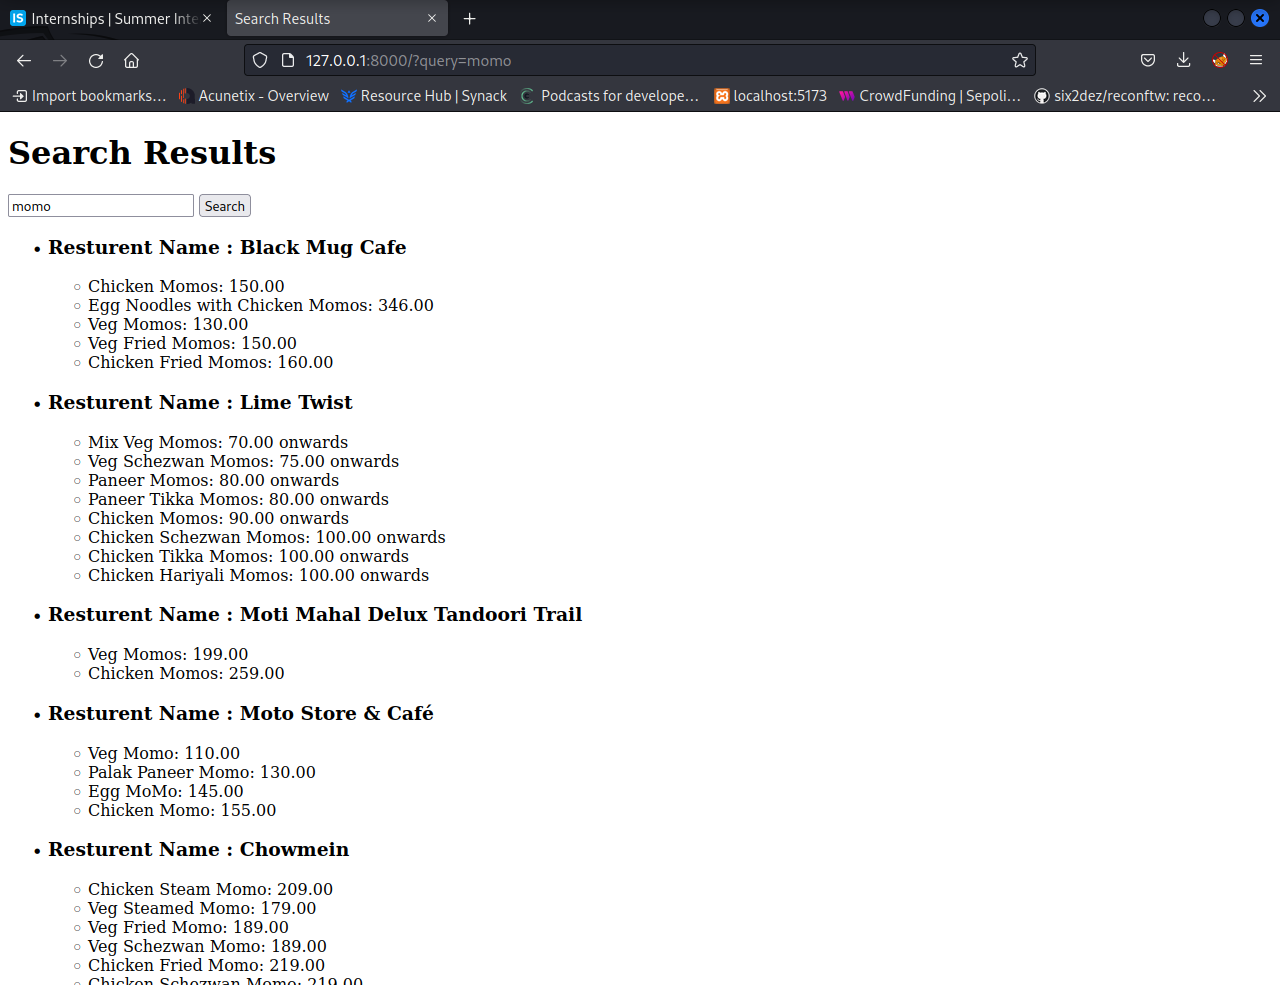 Internships | Summer Inte
Search Results
127.0.0.1:8000/?query=momo
Import bookmarks...
Acunetix - Overview
Resource Hub | Synack
Podcasts for develope...
localhost:5173
CrowdFunding | Sepoli...
six2dez/reconftw: reco...
Search Results
momo
Search
• Resturent Name : Black Mug Cafe
◦ Chicken Momos: 150.00
◦ Egg Noodles with Chicken Momos: 346.00
◦ Veg Momos: 130.00
◦ Veg Fried Momos: 150.00
◦ Chicken Fried Momos: 160.00
• Resturent Name : Lime Twist
◦ Mix Veg Momos: 70.00 onwards
◦ Veg Schezwan Momos: 75.00 onwards
◦ Paneer Momos: 80.00 onwards
◦ Paneer Tikka Momos: 80.00 onwards
◦ Chicken Momos: 90.00 onwards
◦ Chicken Schezwan Momos: 100.00 onwards
◦ Chicken Tikka Momos: 100.00 onwards
◦ Chicken Hariyali Momos: 100.00 onwards
• Resturent Name : Moti Mahal Delux Tandoori Trail
◦ Veg Momos: 199.00
◦ Chicken Momos: 259.00
• Resturent Name : Moto Store & Café
◦ Veg Momo: 110.00
◦ Palak Paneer Momo: 130.00
◦ Egg MoMo: 145.00
◦ Chicken Momo: 155.00
• Resturent Name : Chowmein
◦ Chicken Steam Momo: 209.00
◦ Veg Steamed Momo: 179.00
◦ Veg Fried Momo: 189.00
◦ Veg Schezwan Momo: 189.00
◦ Chicken Fried Momo: 219.00
◦ Chicken Schezwan Momo: 219.00